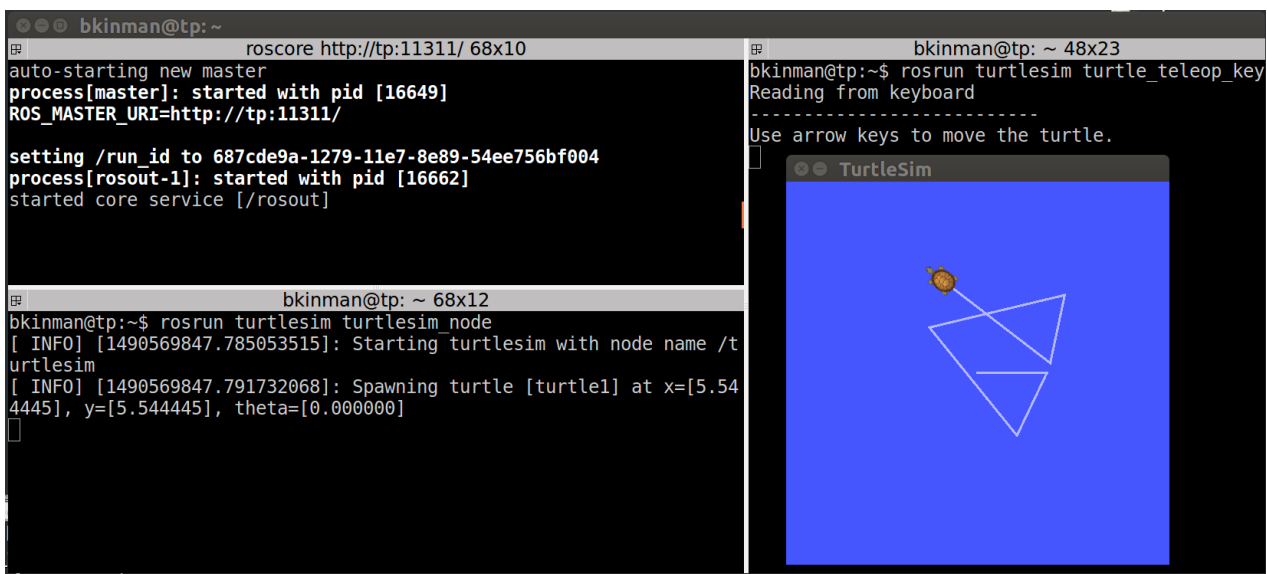 bkinman@tp: ~
roscore http://tp:11311/ 68x10
auto-starting new master
process[master]: started with pid [16649]
ROS_MASTER_URI=http://tp:11311/
setting /run_id to 687cde9a-1279-11e7-8e89-54ee756bf004
process[rosout-1]: started with pid [16662]
started core service [/rosout]
bkinman@tp: ~ 68x12
bkinman@tp:~$ rosrun turtlesim turtlesim_node
[ INFO] [1490569847.785053515]: Starting turtlesim with node name /t
urtlesim
[ INFO] [1490569847.791732068]: Spawning turtle [turtle1] at x=[5.54
4445], y=[5.544445], theta=[0.000000]
bkinman@tp: ~ 48x23
bkinman@tp:~$ rosrun turtlesim turtle_teleop_key
Reading from keyboard
---------------------------
Use arrow keys to move the turtle.
TurtleSim